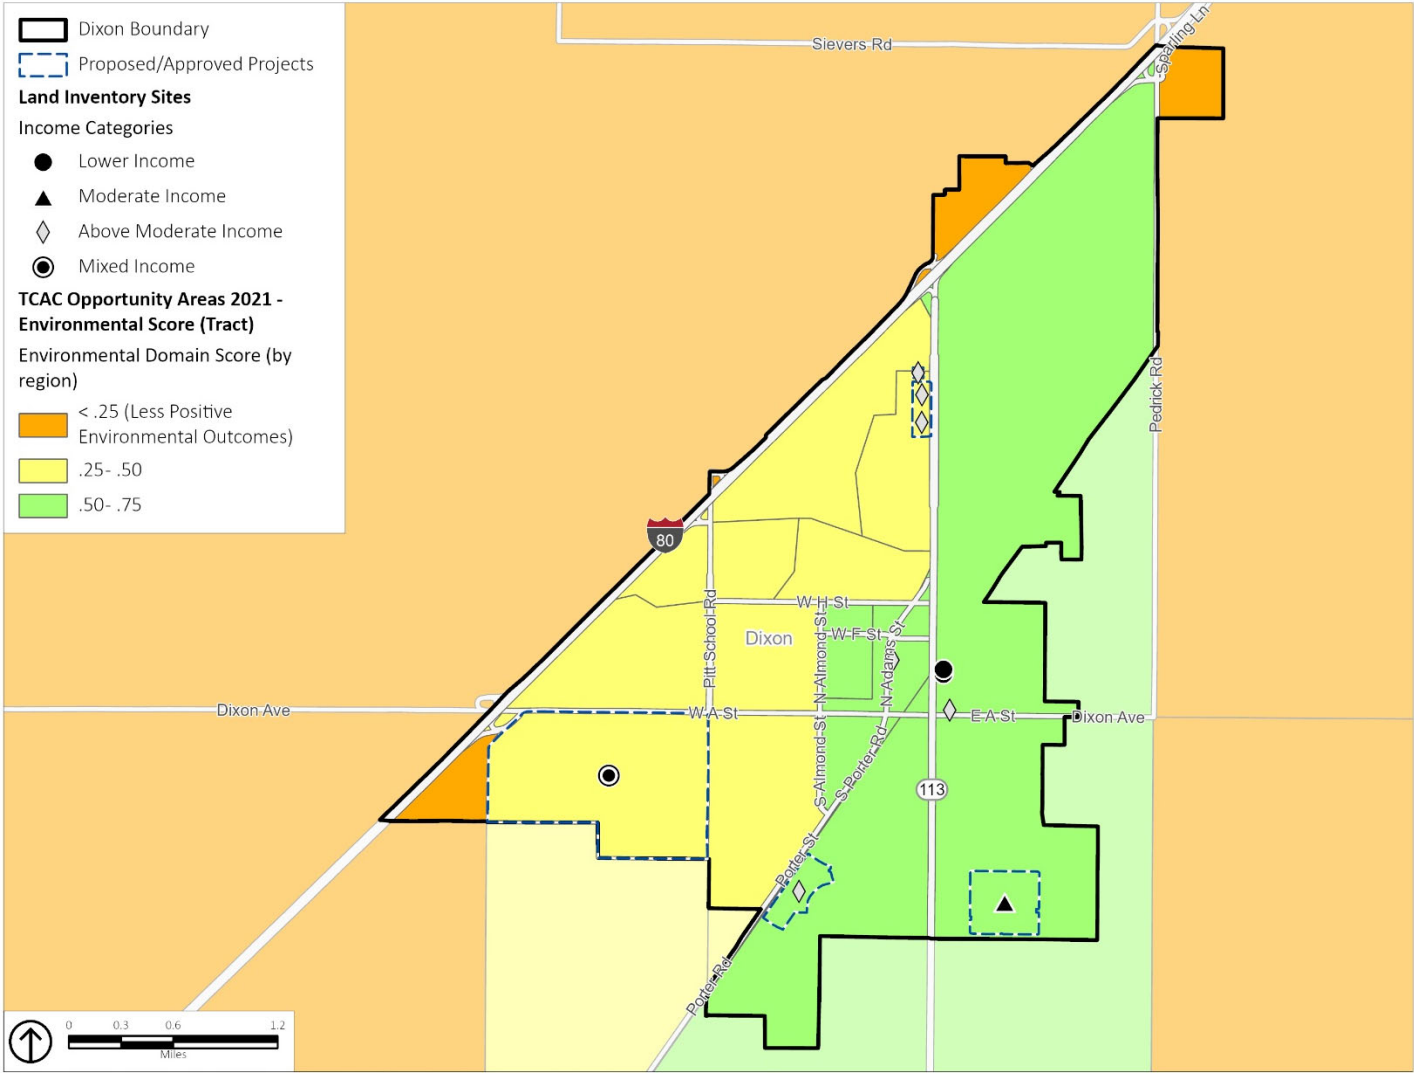 Dixon Boundary
Proposed/Approved Projects
Land Inventory Sites
Income Categories
Lower Income
Moderate Income
Above Moderate Income
Mixed Income
TCAC Opportunity Areas 2021 -
Environmental Score (Tract)
Environmental Domain Score (by
region)
< .25 (Less Positive
Environmental Outcomes)
.25- .50
.50- .75
Sievers Rd
Sparling Ln
Pedrick Rd
80
Pitt School Rd
W H St
W F St
Dixon
N Almond St
N Adams St
Dixon Ave
W A St
E A St
Dixon Ave
S Almond St
S Porter Rd
113
Porter St
Porter Rd
0 0.3 0.6 1.2
Miles